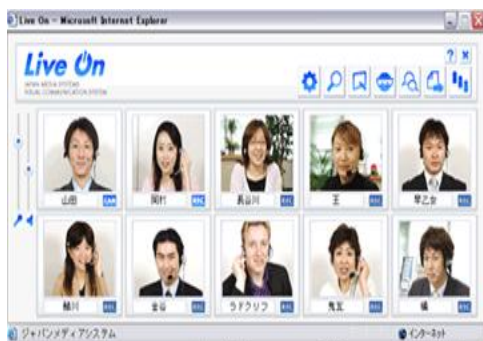 Live On - Microsoft Internet Explorer
Live On
JAPAN MEDIA SYSTEMS
VISUAL COMMUNICATION SYSTEM
山田 岡村 長谷川 王 早乙女
鮎川 金谷 ラドクリフ 鬼瓦 橘
ジャパンメディアシステム インターネット